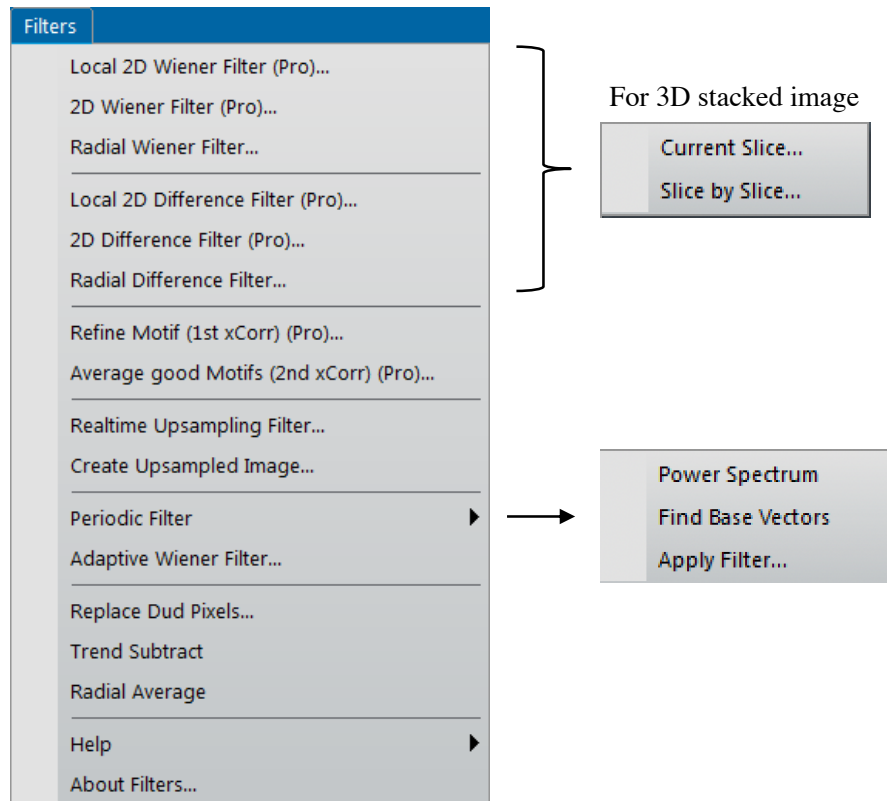 Filters
Local 2D Wiener Filter (Pro)...
2D Wiener Filter (Pro)...
Radial Wiener Filter...
Local 2D Difference Filter (Pro)...
2D Difference Filter (Pro)...
Radial Difference Filter...
Refine Motif (1st xCorr) (Pro)...
Average good Motifs (2nd xCorr) (Pro)...
Realtime Upsampling Filter...
Create Upsampled Image...
Periodic Filter
Adaptive Wiener Filter...
Replace Dud Pixels...
Trend Subtract
Radial Average
Help
About Filters...
For 3D stacked image
Current Slice...
Slice by Slice...
Power Spectrum
Find Base Vectors
Apply Filter...